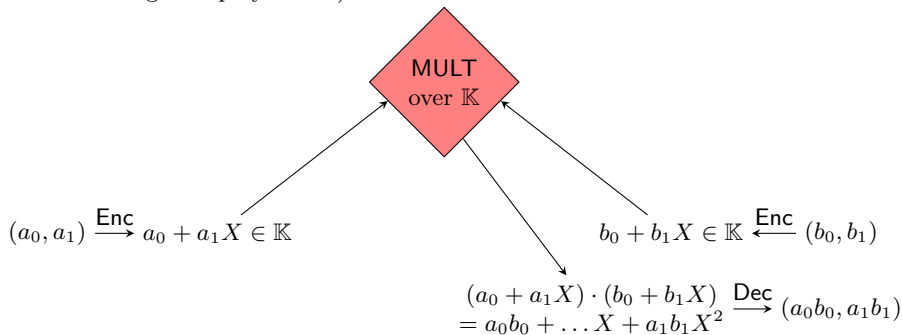 MULT
over 𝕂
(a₀, a₁) Enc⟶ a₀ + a₁X ∈ 𝕂
b₀ + b₁X ∈ 𝕂 ⟵Enc (b₀, b₁)
(a₀ + a₁X) · (b₀ + b₁X)
= a₀b₀ + … X + a₁b₁X²
Dec⟶ (a₀b₀, a₁b₁)